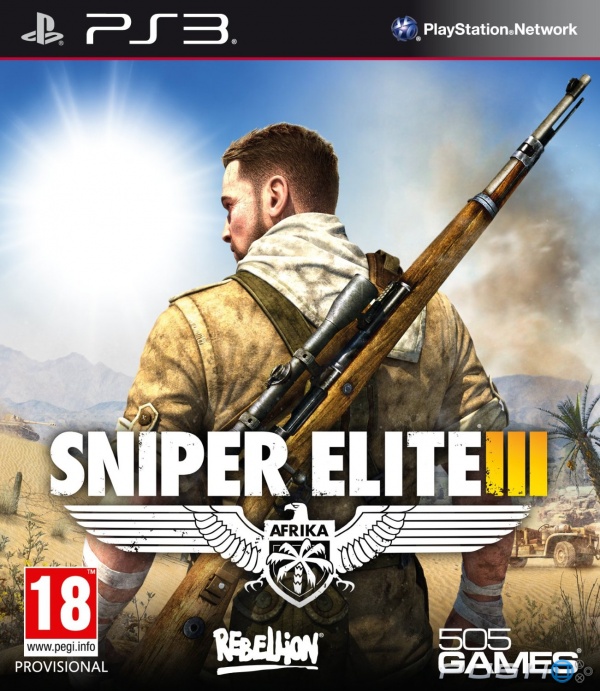 PS3
PlayStation®Network
SNIPER ELITE III
AFRIKA
18
www.pegi.info
PROVISIONAL
REBELLION
505
GAMES